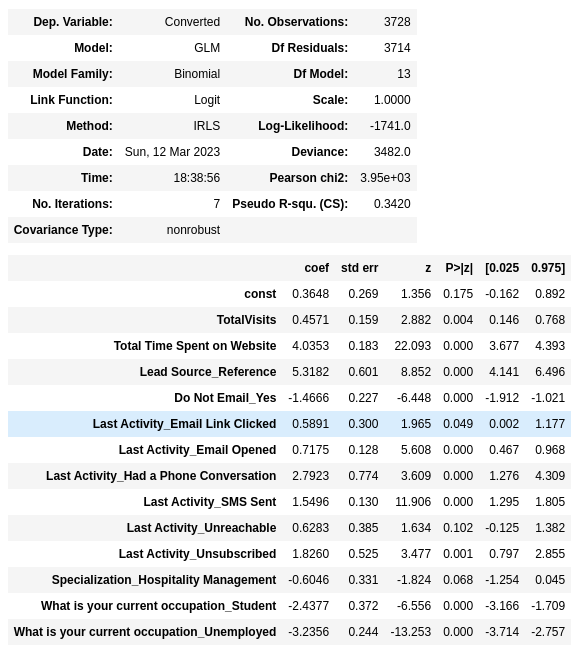 Dep. Variable: Converted No. Observations: 3728
Model: GLM Df Residuals: 3714
Model Family: Binomial Df Model: 13
Link Function: Logit Scale: 1.0000
Method: IRLS Log-Likelihood: -1741.0
Date: Sun, 12 Mar 2023 Deviance: 3482.0
Time: 18:38:56 Pearson chi2: 3.95e+03
No. Iterations: 7 Pseudo R-squ. (CS): 0.3420
Covariance Type: nonrobust
coef std err z P>|z| [0.025 0.975]
const 0.3648 0.269 1.356 0.175 -0.162 0.892
TotalVisits 0.4571 0.159 2.882 0.004 0.146 0.768
Total Time Spent on Website 4.0353 0.183 22.093 0.000 3.677 4.393
Lead Source_Reference 5.3182 0.601 8.852 0.000 4.141 6.496
Do Not Email_Yes -1.4666 0.227 -6.448 0.000 -1.912 -1.021
Last Activity_Email Link Clicked 0.5891 0.300 1.965 0.049 0.002 1.177
Last Activity_Email Opened 0.7175 0.128 5.608 0.000 0.467 0.968
Last Activity_Had a Phone Conversation 2.7923 0.774 3.609 0.000 1.276 4.309
Last Activity_SMS Sent 1.5496 0.130 11.906 0.000 1.295 1.805
Last Activity_Unreachable 0.6283 0.385 1.634 0.102 -0.125 1.382
Last Activity_Unsubscribed 1.8260 0.525 3.477 0.001 0.797 2.855
Specialization_Hospitality Management -0.6046 0.331 -1.824 0.068 -1.254 0.045
What is your current occupation_Student -2.4377 0.372 -6.556 0.000 -3.166 -1.709
What is your current occupation_Unemployed -3.2356 0.244 -13.253 0.000 -3.714 -2.757